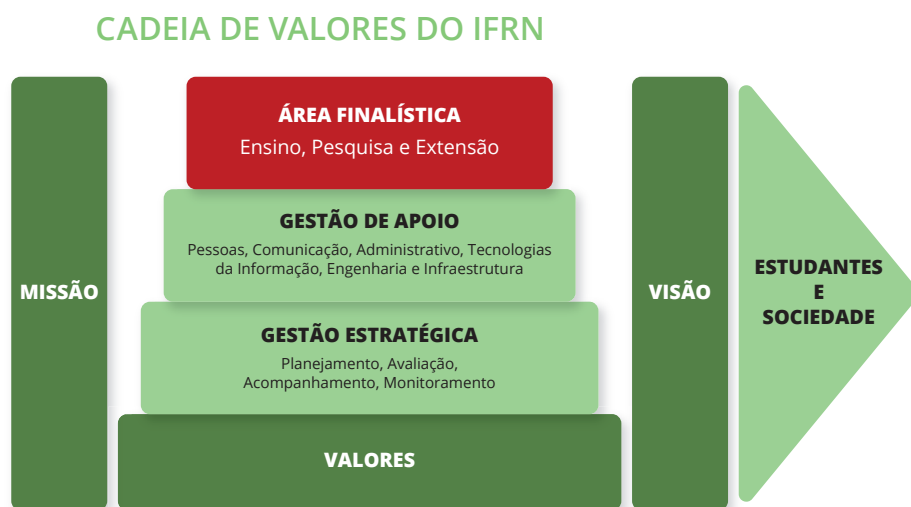 CADEIA DE VALORES DO IFRN
MISSÃO
ÁREA FINALÍSTICA
Ensino, Pesquisa e Extensão
GESTÃO DE APOIO
Pessoas, Comunicação, Administrativo, Tecnologias
da Informação, Engenharia e Infraestrutura
GESTÃO ESTRATÉGICA
Planejamento, Avaliação,
Acompanhamento, Monitoramento
VALORES
VISÃO
ESTUDANTES
E
SOCIEDADE